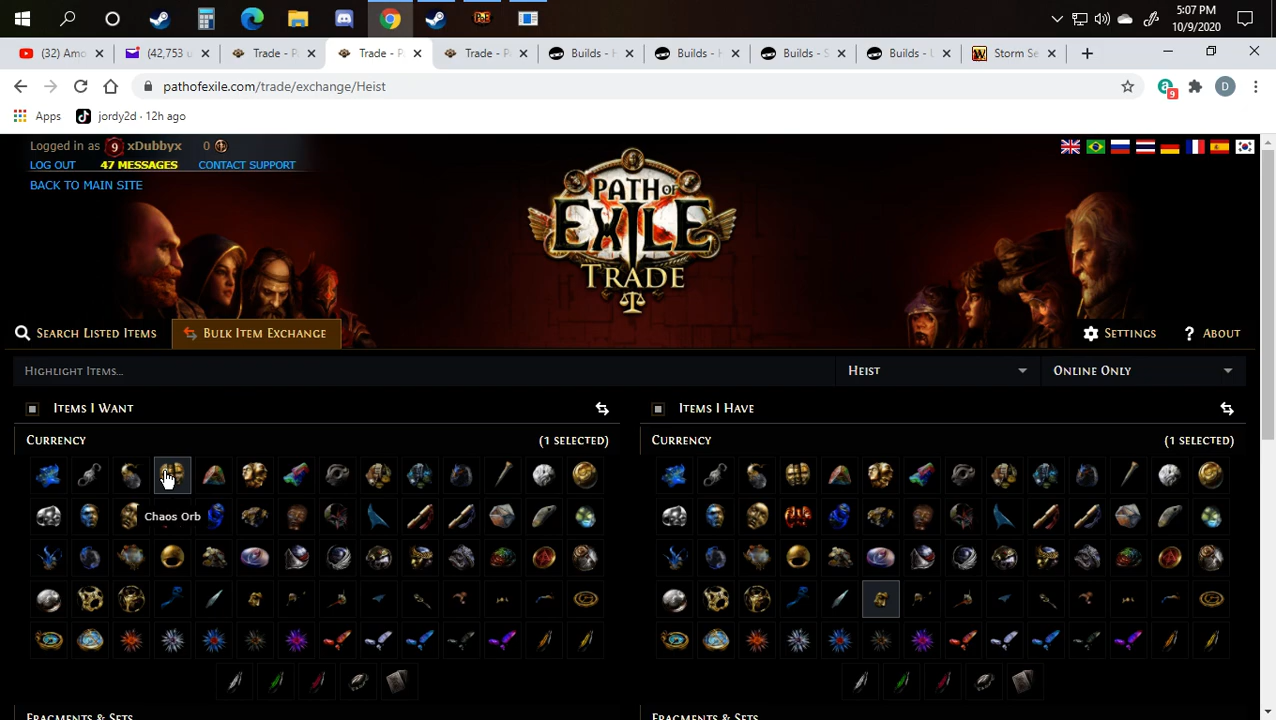 5:07 PM
10/9/2020
(32) Amo
(42,753 u
Trade - P
Trade - P
Trade - P
Builds - H
Builds - H
Builds - S
Builds - U
Storm Se
pathofexile.com/trade/exchange/Heist
a
9
D
Apps
jordy2d · 12h ago
Logged in as 9 xDubbyx 0
LOG OUT 47 MESSAGES CONTACT SUPPORT
BACK TO MAIN SITE
PATH OF
EXILE
TRADE
SEARCH LISTED ITEMS
BULK ITEM EXCHANGE
SETTINGS
? ABOUT
HIGHLIGHT ITEMS...
HEIST
ONLINE ONLY
ITEMS I WANT
ITEMS I HAVE
CURRENCY (1 SELECTED)
CURRENCY (1 SELECTED)
Chaos Orb
FRAGMENTS & SETS
FRAGMENTS & SETS